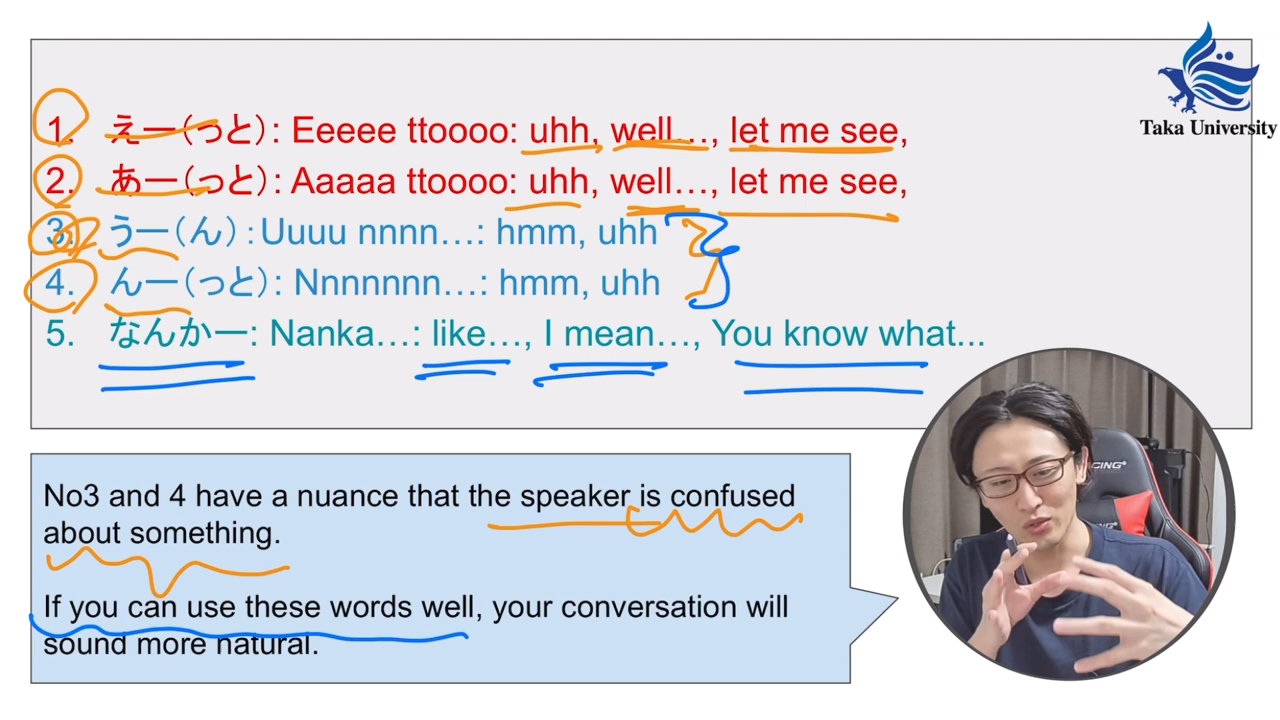 Taka University
1. えー(っと): Eeeee ttoooo: uhh, well…, let me see,
2. あー(っと): Aaaaa ttoooo: uhh, well…, let me see,
3. うー(ん) : Uuuu nnnn…: hmm, uhh
4. んー(っと): Nnnnnnn…: hmm, uhh
5. なんかー: Nanka…: like…, I mean…, You know what...
No3 and 4 have a nuance that the speaker is confused
about something.
If you can use these words well, your conversation will
sound more natural.